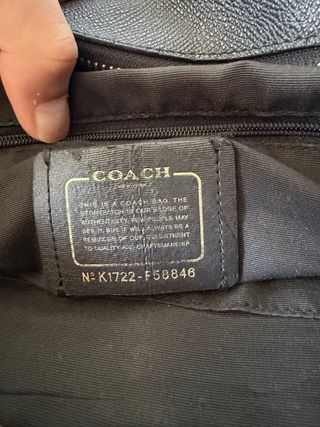 COACH
NEW YORK
THIS IS A COACH BAG. THE
STORYPATCH IS OUR BADGE OF
AUTHENTICITY. FEW PEOPLE MAY
SEE IT, BUT IT WILL ALWAYS BE A
REMINDER OF OUR COMMITMENT
TO QUALITY AND CRAFTSMANSHIP.
Nº K1722-F58846